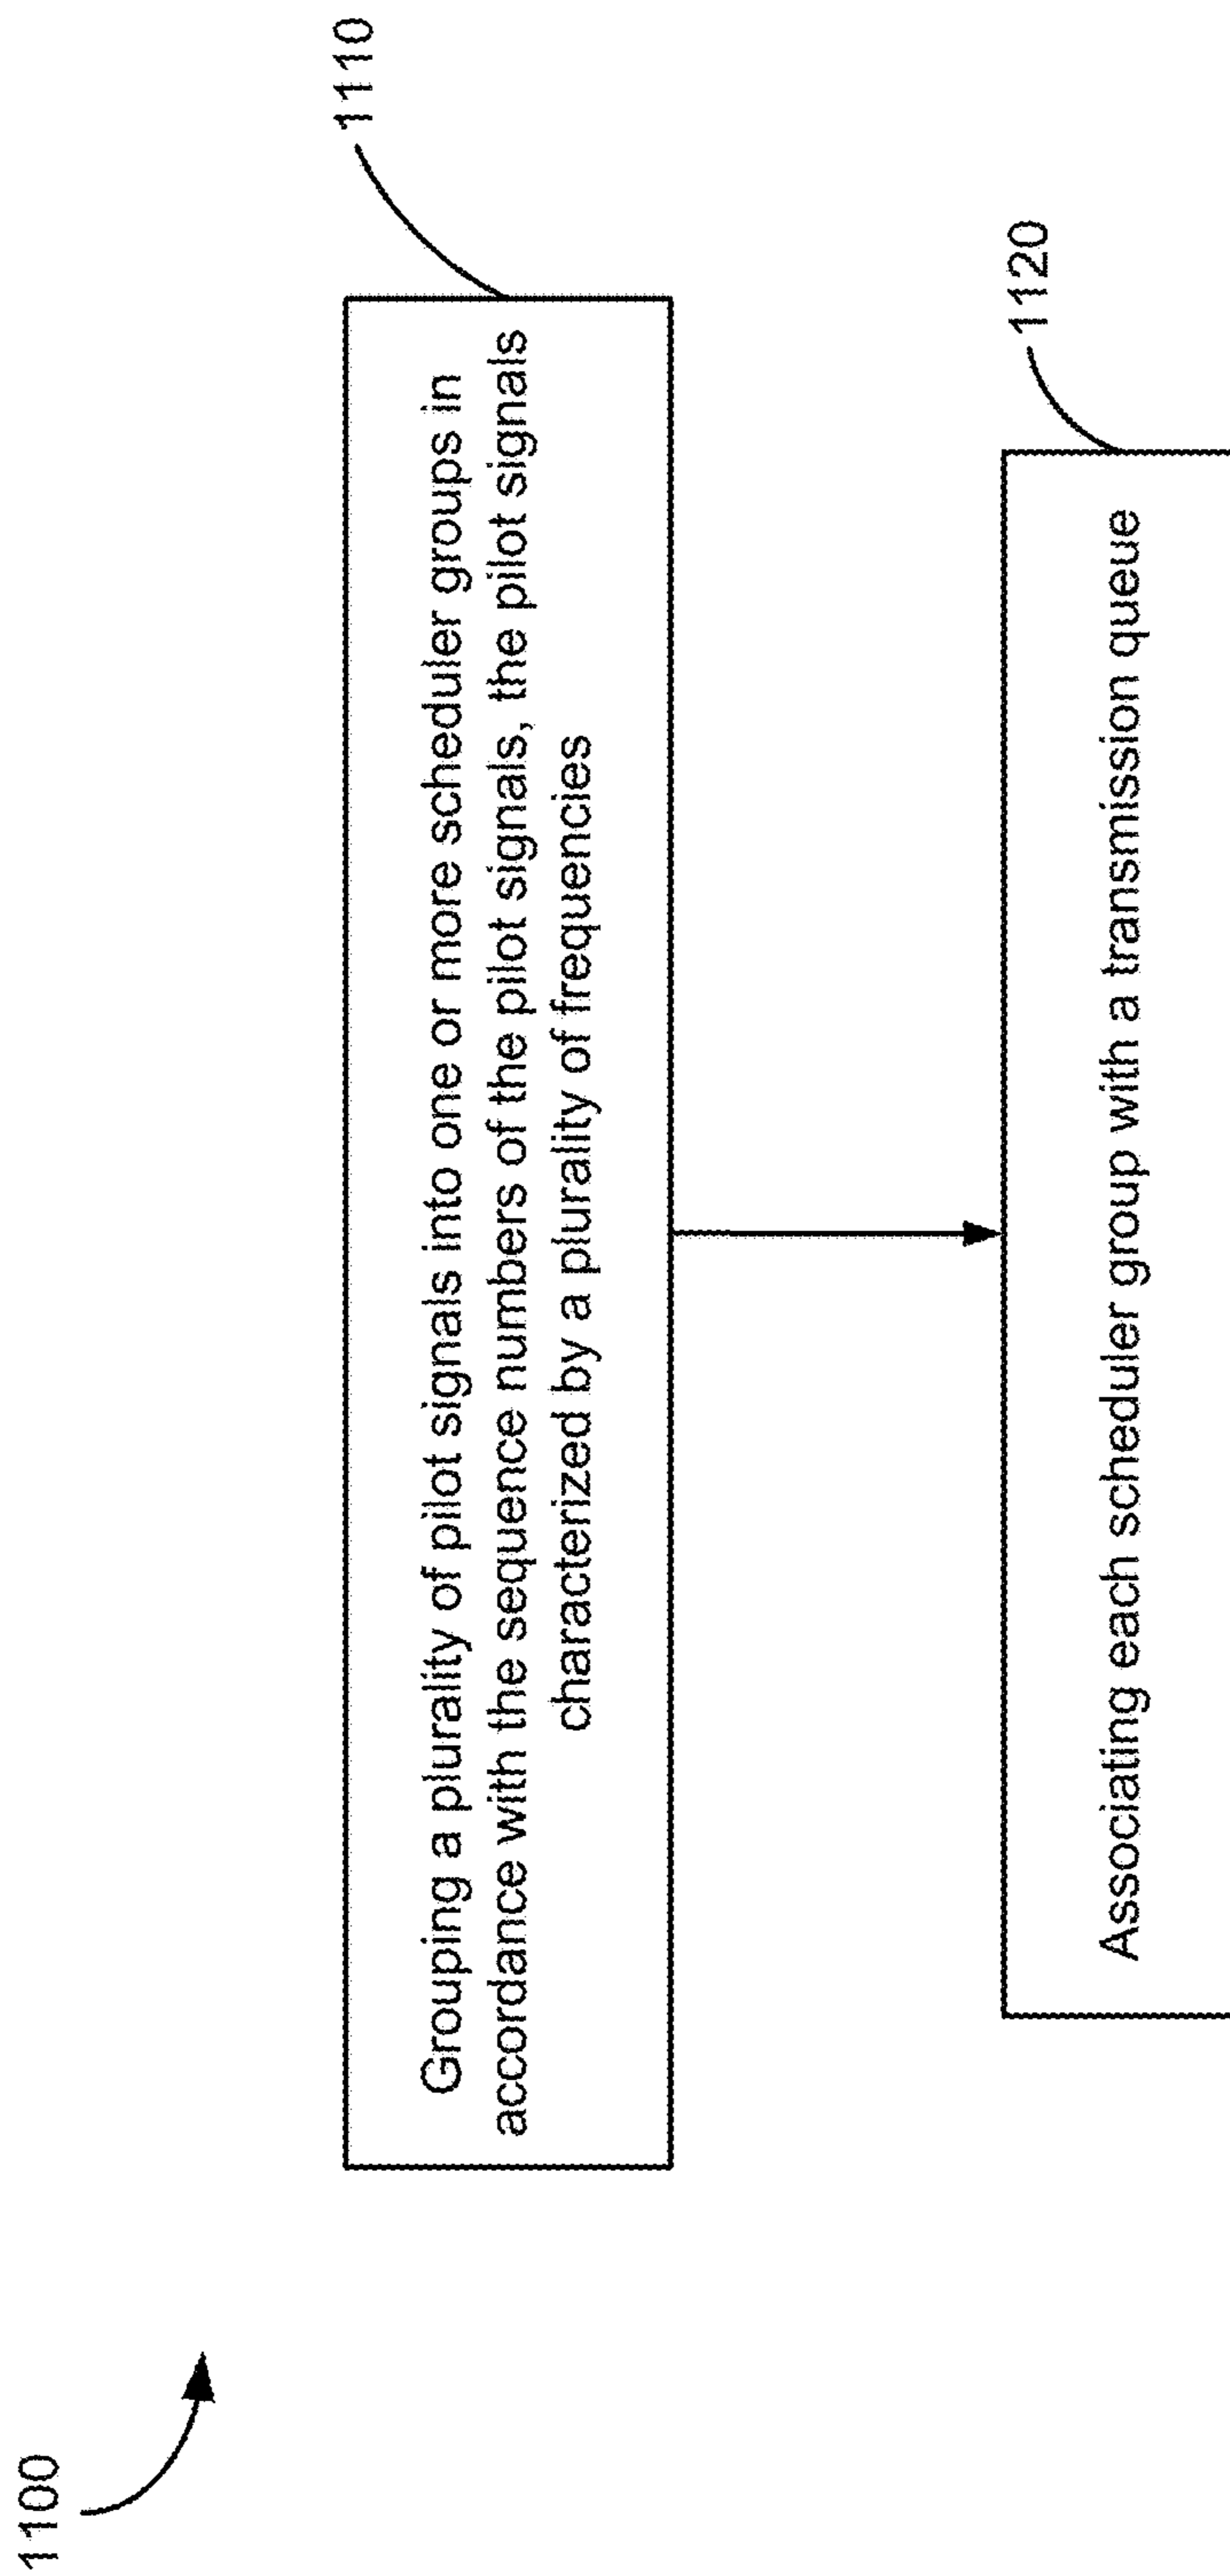 1100
1110
Grouping a plurality of pilot signals into one or more scheduler groups in
accordance with the sequence numbers of the pilot signals, the pilot signals
characterized by a plurality of frequencies
1120
Associating each scheduler group with a transmission queue